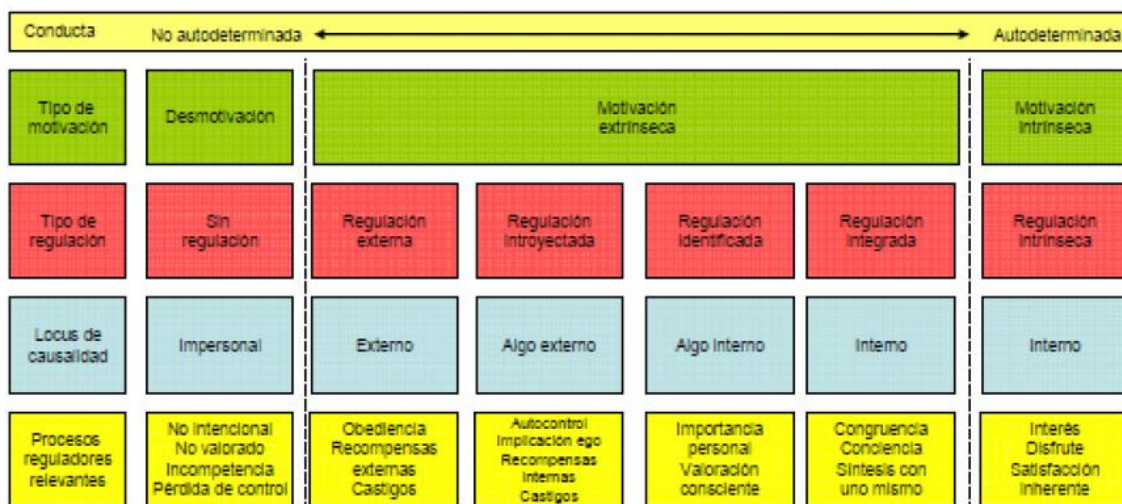 Conducta No autodeterminada Autodeterminada
Tipo de
motivación
Desmotivación
Motivación
extrínseca
Motivación
Intrínseca
Tipo de
regulación
Sin
regulación
Regulación
externa
Regulación
Introyectada
Regulación
Identificada
Regulación
Integrada
Regulación
Intrínseca
Locus de
causalidad
Impersonal
Externo
Algo externo
Algo Interno
Interno
Interno
Procesos
reguladores
relevantes
No Intencional
No valorado
Incompetencia
Pérdida de control
Obediencia
Recompensas
externas
Castigos
Autocontrol
Implicación ego
Recompensas
Internas
Castigos
Importancia
personal
Valoración
consciente
Congruencia
Conciencia
Síntesis con
uno mismo
Interés
Disfrute
Satisfacción
Inherente